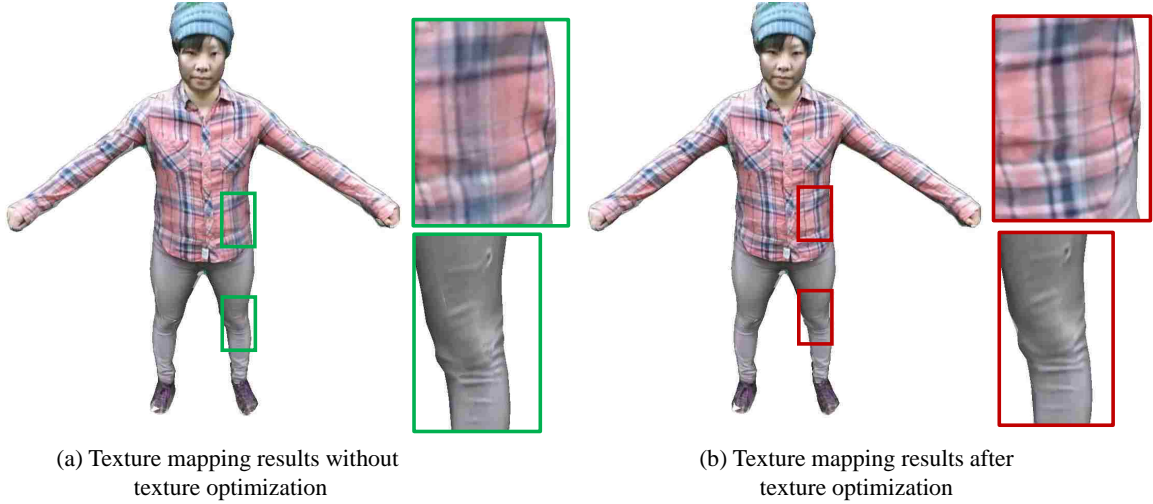 (a) Texture mapping results without
texture optimization
(b) Texture mapping results after
texture optimization